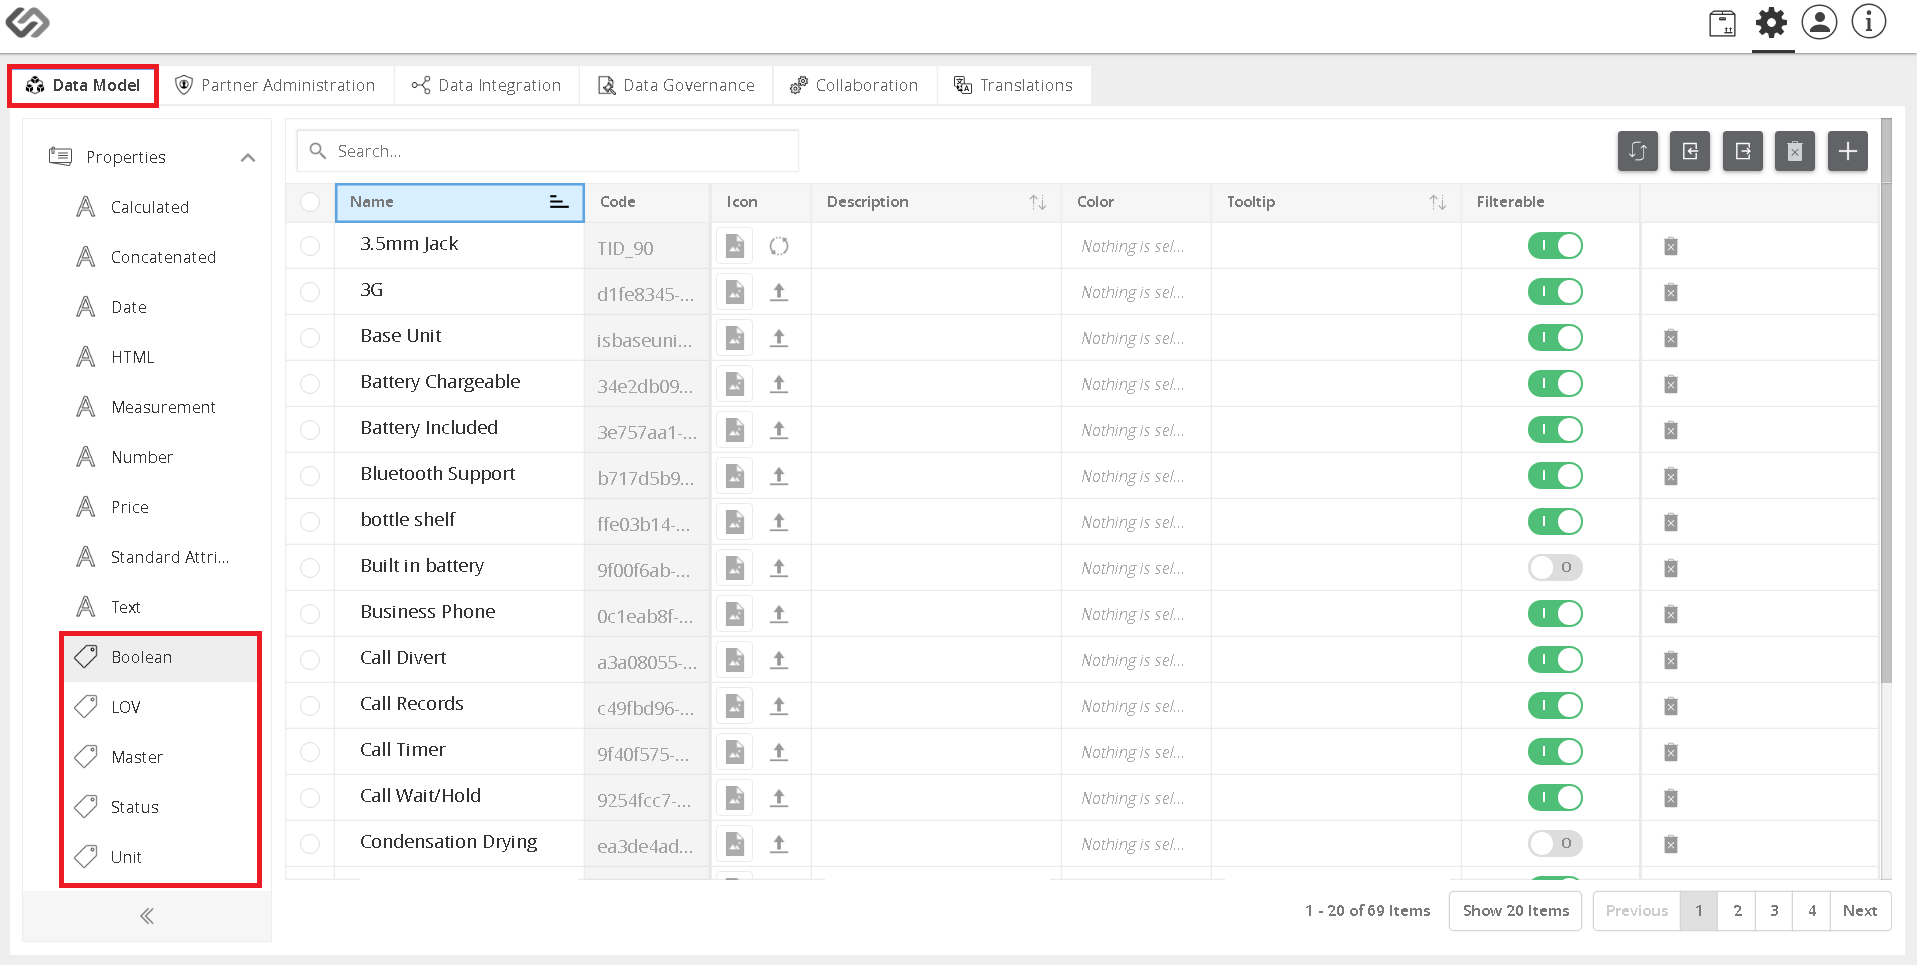 Data Model Partner Administration Data Integration Data Governance Collaboration Translations
Properties
Calculated
Concatenated
Date
HTML
Measurement
Number
Price
Standard Attri...
Text
Boolean
LOV
Master
Status
Unit
Search...
Name Code Icon Description Color Tooltip Filterable
3.5mm Jack TID_90 Nothing is sel...
3G d1fe8345-... Nothing is sel...
Base Unit isbaseuni... Nothing is sel...
Battery Chargeable 34e2db09... Nothing is sel...
Battery Included 3e757aa1-... Nothing is sel...
Bluetooth Support b717d5b9... Nothing is sel...
bottle shelf ffe03b14-... Nothing is sel...
Built in battery 9f00f6ab-... Nothing is sel...
Business Phone 0c1eab8f-... Nothing is sel...
Call Divert a3a08055-... Nothing is sel...
Call Records c49fbd96-... Nothing is sel...
Call Timer 9f40f575-... Nothing is sel...
Call Wait/Hold 9254fcc7-... Nothing is sel...
Condensation Drying ea3de4ad... Nothing is sel...
1 - 20 of 69 Items Show 20 Items Previous 1 2 3 4 Next